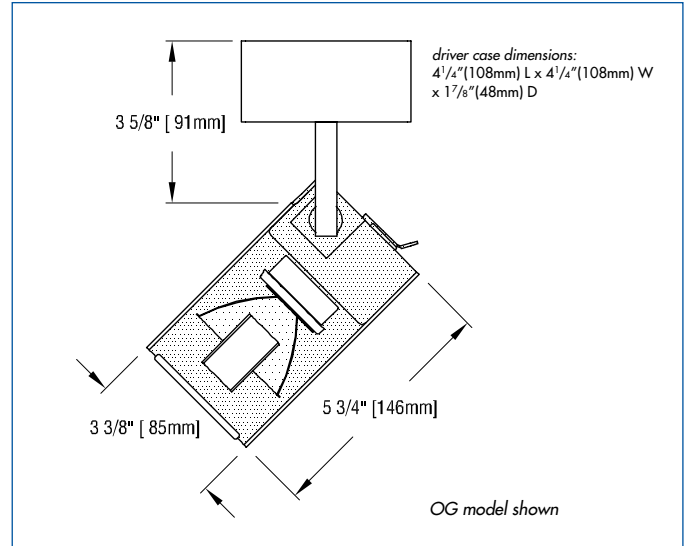 driver case dimensions:
4¹/₄"(108mm) L x 4¹/₄"(108mm) W
x 1⁷/₈"(48mm) D
3 5/8" [ 91mm]
5 3/4" [146mm]
3 3/8" [ 85mm]
OG model shown